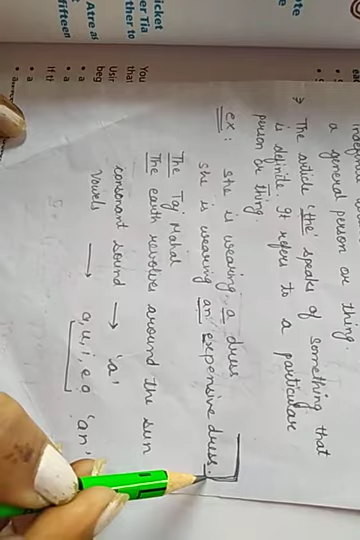 a general person or thing.
→ The article 'the' speaks of something that
is definite It refers to a particular
person or thing.
ex: she is wearing a dress
she is wearing an expensive dress.
The Taj Mahal
The earth revolves around the sun
consonant sound → 'a'
Vowels → a,u,i,e,o 'an'